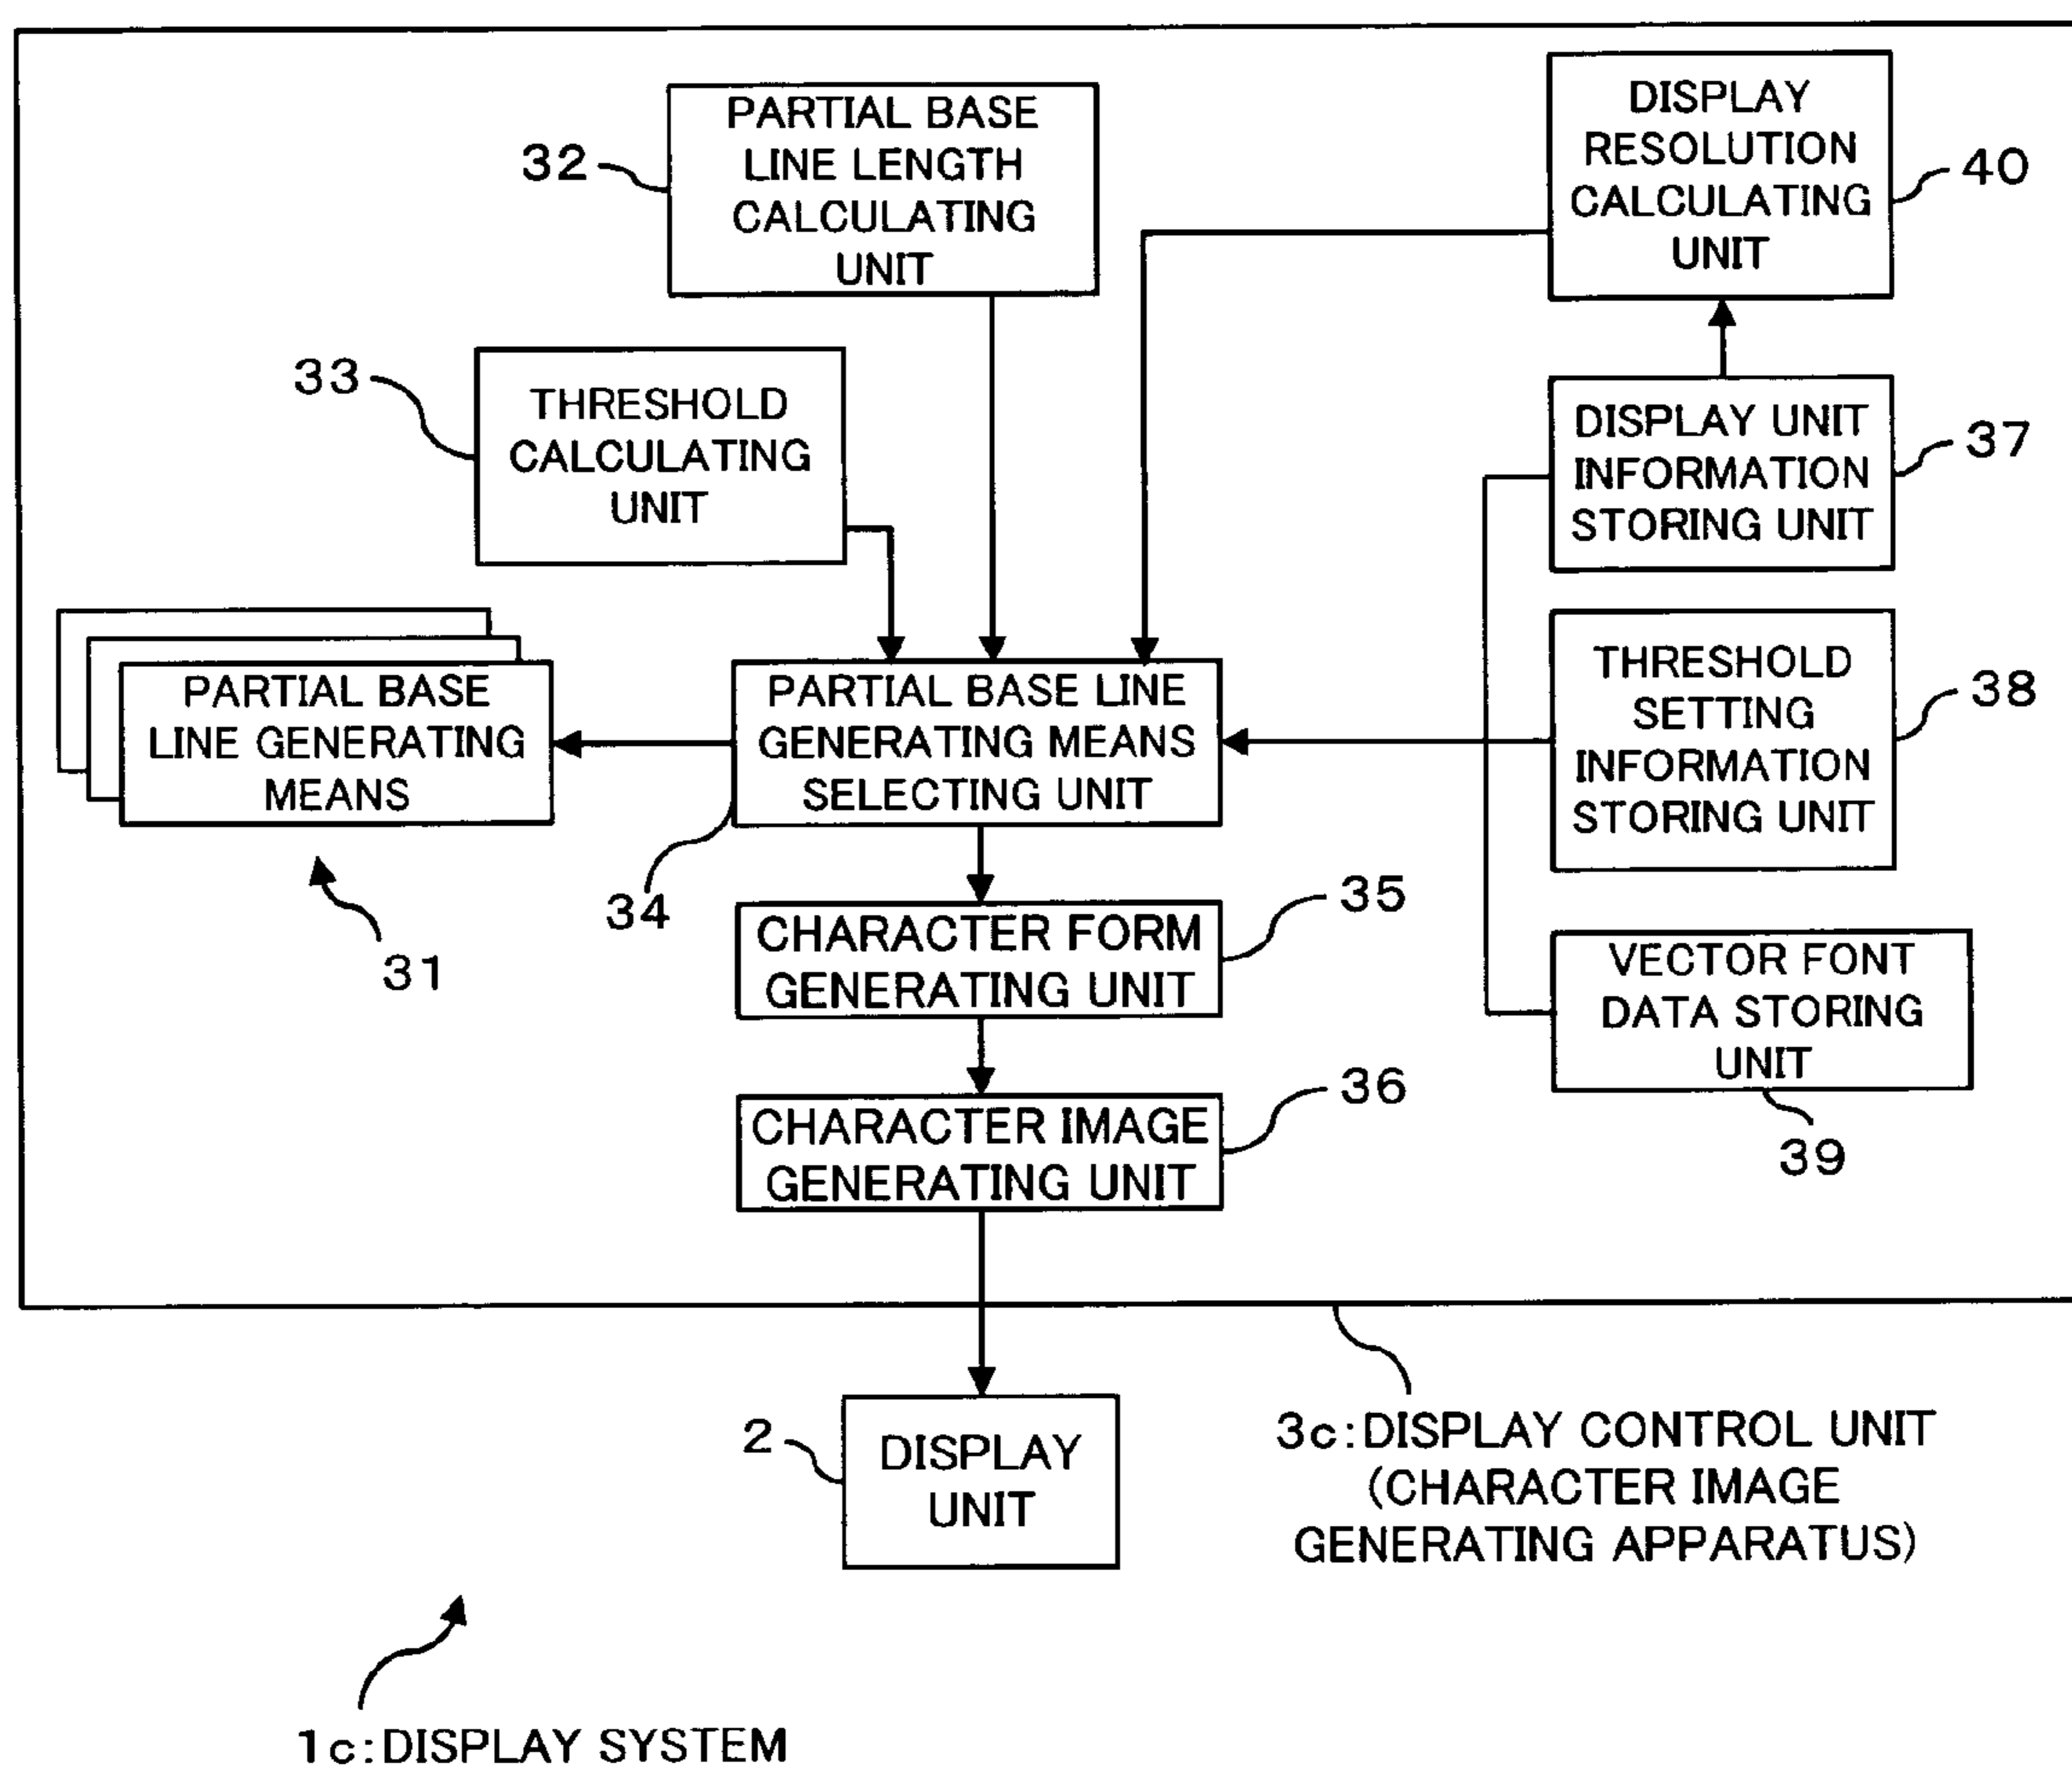 PARTIAL BASE
LINE LENGTH
CALCULATING
UNIT
32
DISPLAY
RESOLUTION
CALCULATING
UNIT
40
33
THRESHOLD
CALCULATING
UNIT
DISPLAY UNIT
INFORMATION
STORING UNIT
37
PARTIAL BASE
LINE GENERATING
MEANS
31
PARTIAL BASE LINE
GENERATING MEANS
SELECTING UNIT
34
THRESHOLD
SETTING
INFORMATION
STORING UNIT
38
CHARACTER FORM
GENERATING UNIT
35
VECTOR FONT
DATA STORING
UNIT
39
CHARACTER IMAGE
GENERATING UNIT
36
2
DISPLAY
UNIT
3c:DISPLAY CONTROL UNIT
(CHARACTER IMAGE
GENERATING APPARATUS)
1c:DISPLAY SYSTEM